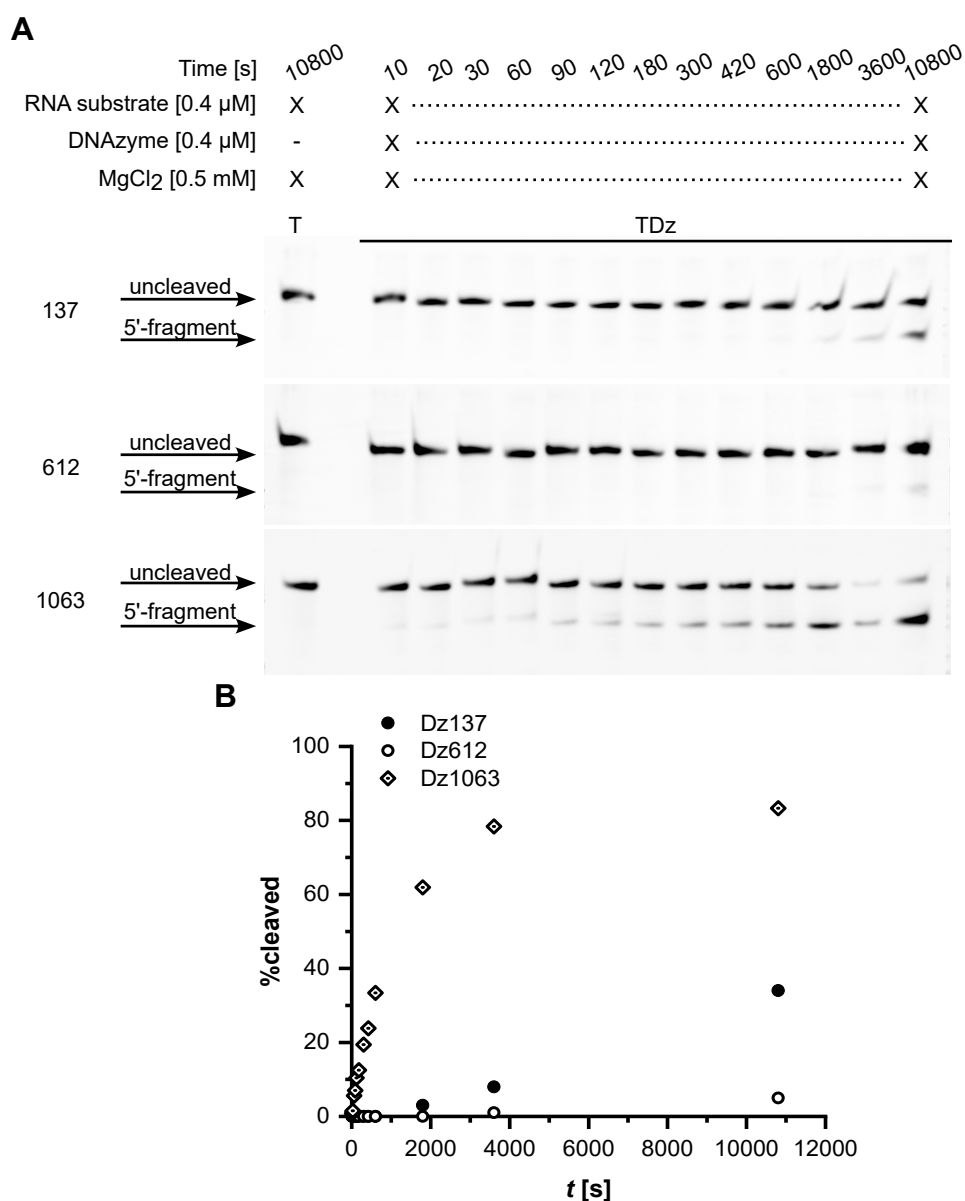 A
Time [s] 10800 10 20 30 60 90 120 180 300 420 600 1800 3600 10800
RNA substrate [0.4 µM] X X X
DNAzyme [0.4 µM] - X X
MgCl2 [0.5 mM] X X X
T TDz
137 uncleaved
5'-fragment
612 uncleaved
5'-fragment
1063 uncleaved
5'-fragment
B
Dz137
Dz612
Dz1063
100
80
60
40
20
0
%cleaved
0 2000 4000 6000 8000 10000 12000
t [s]